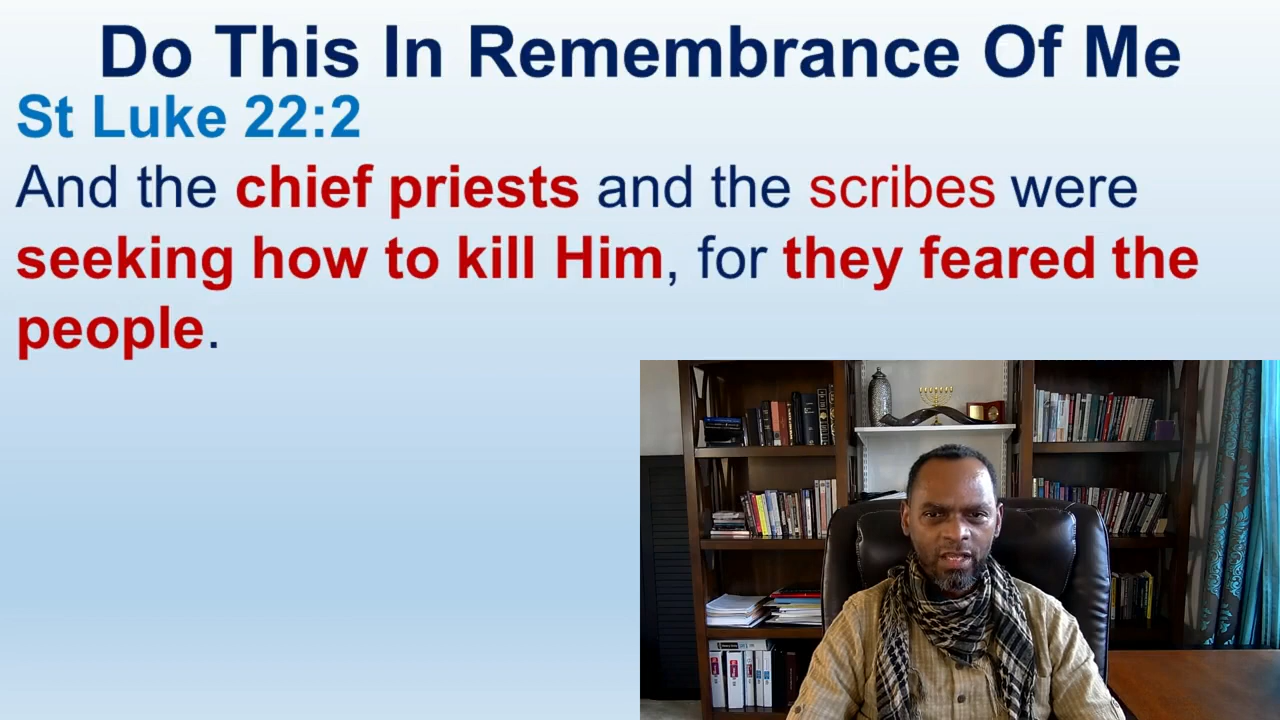 Do This In Remembrance Of Me
St Luke 22:2
And the chief priests and the scribes were
seeking how to kill Him, for they feared the
people.